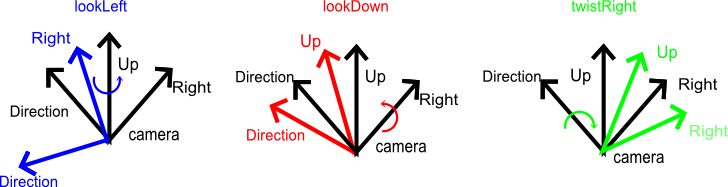 lookLeft
Right
Up
Direction
Right
camera
Direction
lookDown
Up
Direction
Up
Right
Direction
camera
twistRight
Direction
Up
Up
Right
Right
camera